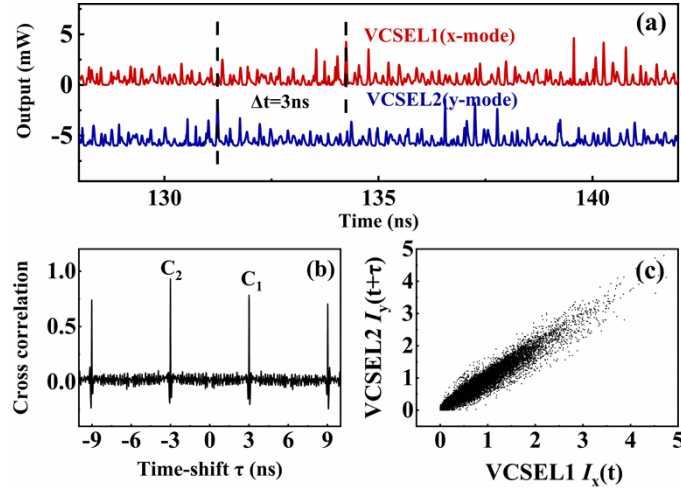 (a)
VCSEL1(x-mode)
Δt=3ns
VCSEL2(y-mode)
Output (mW)
5
0
−5
130 135 140
Time (ns)
(b)
C₂
C₁
Cross correlation
1.0
0.5
0.0
-9 -6 -3 0 3 6 9
Time-shift τ (ns)
(c)
VCSEL2 Iy(t+τ)
5
4
3
2
1
0
0 1 2 3 4 5
VCSEL1 Ix(t)